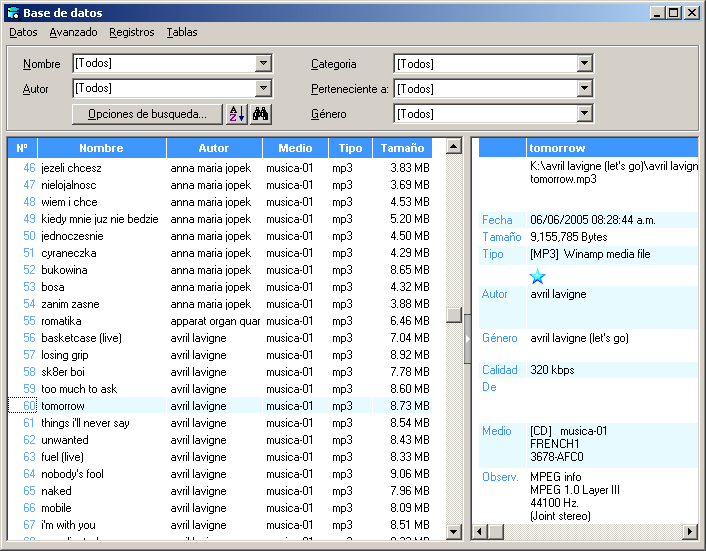 Base de datos
Datos Avanzado Registros Tablas
Nombre [Todos] Categoria [Todos]
Autor [Todos] Perteneciente a: [Todos]
Opciones de busqueda... A Z Género [Todos]
Nº Nombre Autor Medio Tipo Tamaño
46 jezeli chcesz anna maria jopek musica-01 mp3 3.83 MB
47 nielojalnosc anna maria jopek musica-01 mp3 3.69 MB
48 wiem i chce anna maria jopek musica-01 mp3 4.53 MB
49 kiedy mnie juz nie bedzie anna maria jopek musica-01 mp3 5.20 MB
50 jednoczesnie anna maria jopek musica-01 mp3 4.50 MB
51 cyraneczka anna maria jopek musica-01 mp3 4.29 MB
52 bukowina anna maria jopek musica-01 mp3 8.65 MB
53 bosa anna maria jopek musica-01 mp3 4.32 MB
54 zanim zasne anna maria jopek musica-01 mp3 3.88 MB
55 romatika apparat organ quar musica-01 mp3 6.46 MB
56 basketcase (live) avril lavigne musica-01 mp3 7.04 MB
57 losing grip avril lavigne musica-01 mp3 8.92 MB
58 sk8er boi avril lavigne musica-01 mp3 7.78 MB
59 too much to ask avril lavigne musica-01 mp3 8.60 MB
60 tomorrow avril lavigne musica-01 mp3 8.73 MB
61 things i'll never say avril lavigne musica-01 mp3 8.54 MB
62 unwanted avril lavigne musica-01 mp3 8.43 MB
63 fuel (live) avril lavigne musica-01 mp3 8.33 MB
64 nobody's fool avril lavigne musica-01 mp3 9.06 MB
65 naked avril lavigne musica-01 mp3 7.96 MB
66 mobile avril lavigne musica-01 mp3 8.09 MB
67 i'm with you avril lavigne musica-01 mp3 8.51 MB
tomorrow
K:\avril lavigne (let's go)\avril lavign
tomorrow.mp3
Fecha 06/06/2005 08:28:44 a.m.
Tamaño 9,155,785 Bytes
Tipo [MP3] Winamp media file
Autor avril lavigne
Género avril lavigne (let's go)
Calidad 320 kbps
De
Medio [CD] musica-01
FRENCH1
3678-AFC0
Observ. MPEG info
MPEG 1.0 Layer III
44100 Hz.
(Joint stereo)